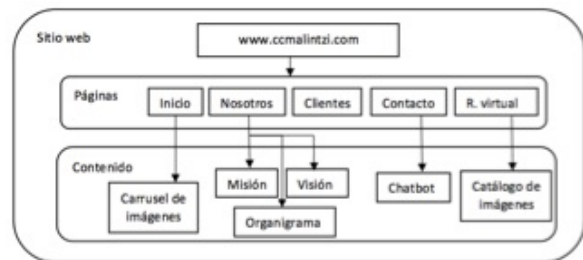 Sitio web
www.ccmalintzi.com
Páginas
Inicio
Nosotros
Clientes
Contacto
R. virtual
Contenido
Carrusel de
imágenes
Misión
Visión
Organigrama
Chatbot
Catálogo de
imágenes